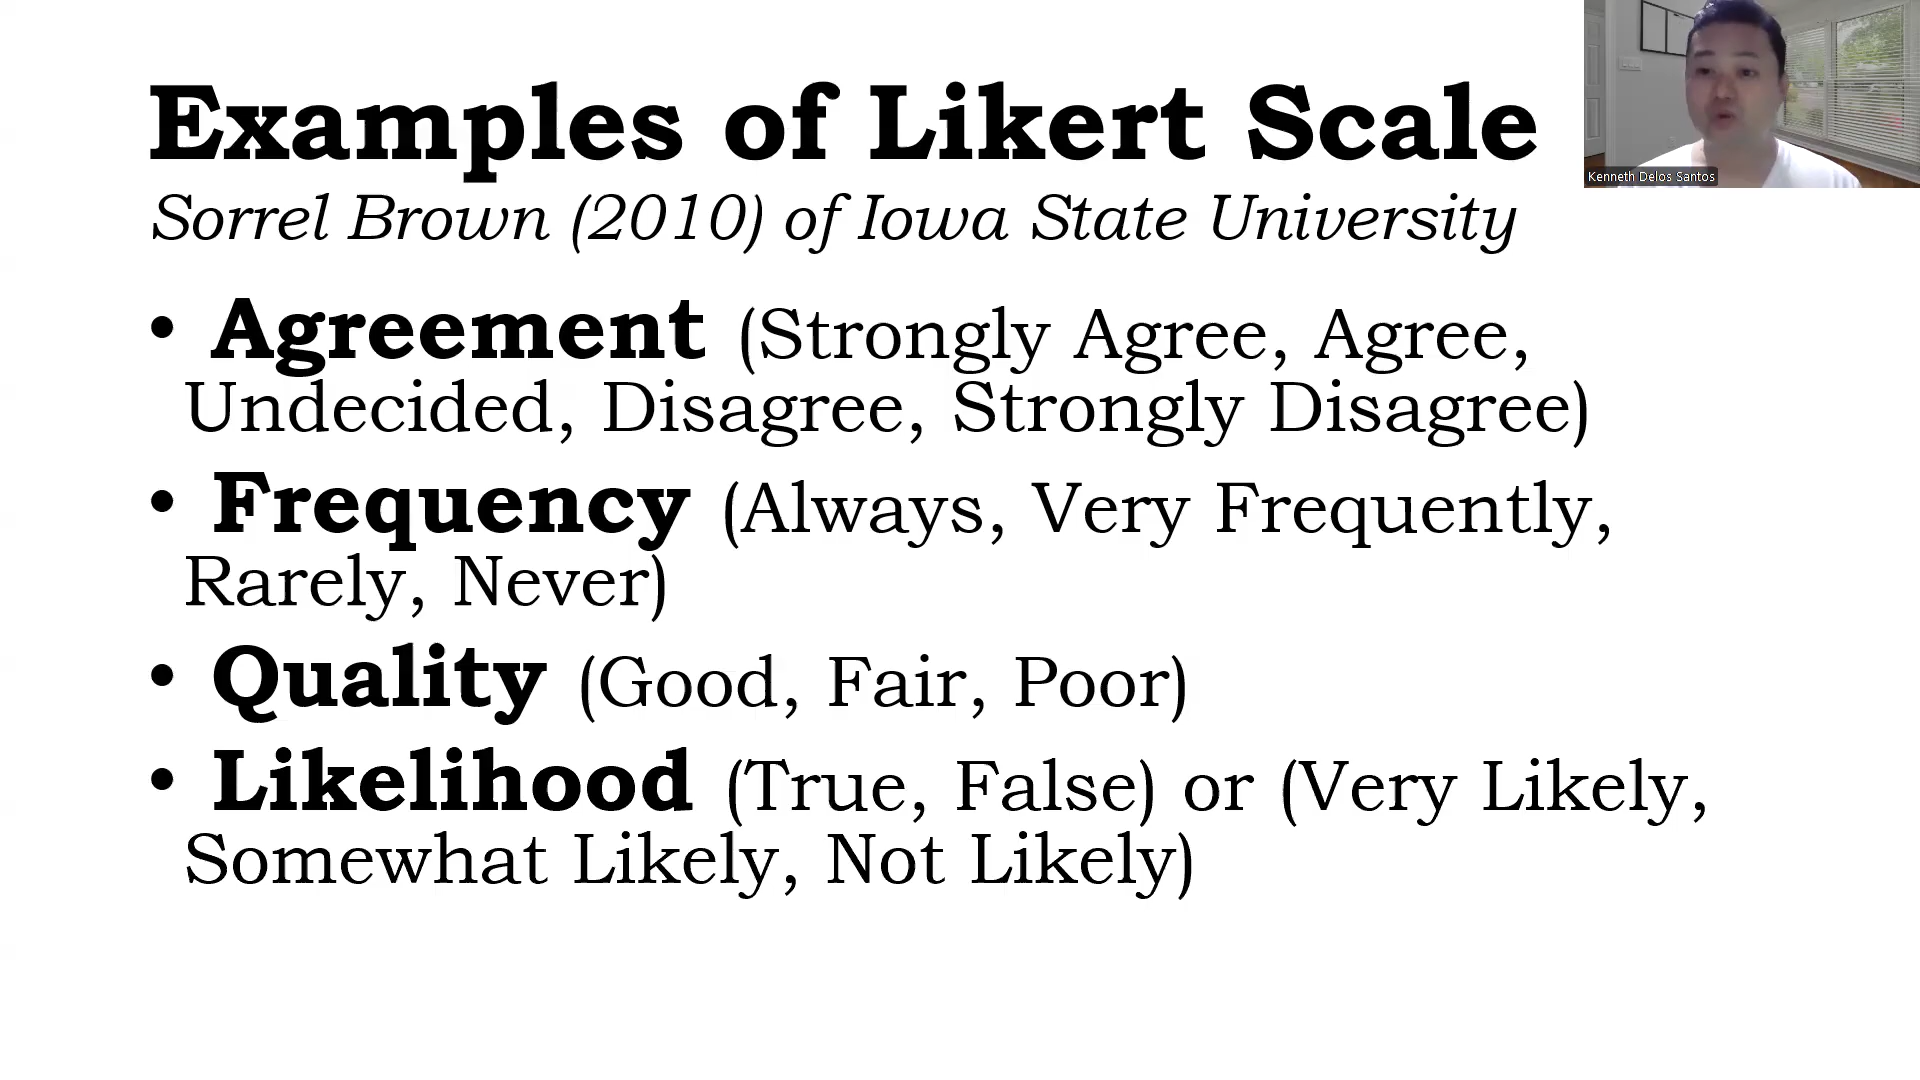 Examples of Likert Scale
Sorrel Brown (2010) of Iowa State University
• Agreement (Strongly Agree, Agree,
Undecided, Disagree, Strongly Disagree)
• Frequency (Always, Very Frequently,
Rarely, Never)
• Quality (Good, Fair, Poor)
• Likelihood (True, False) or (Very Likely,
Somewhat Likely, Not Likely)
Kenneth Delos Santos